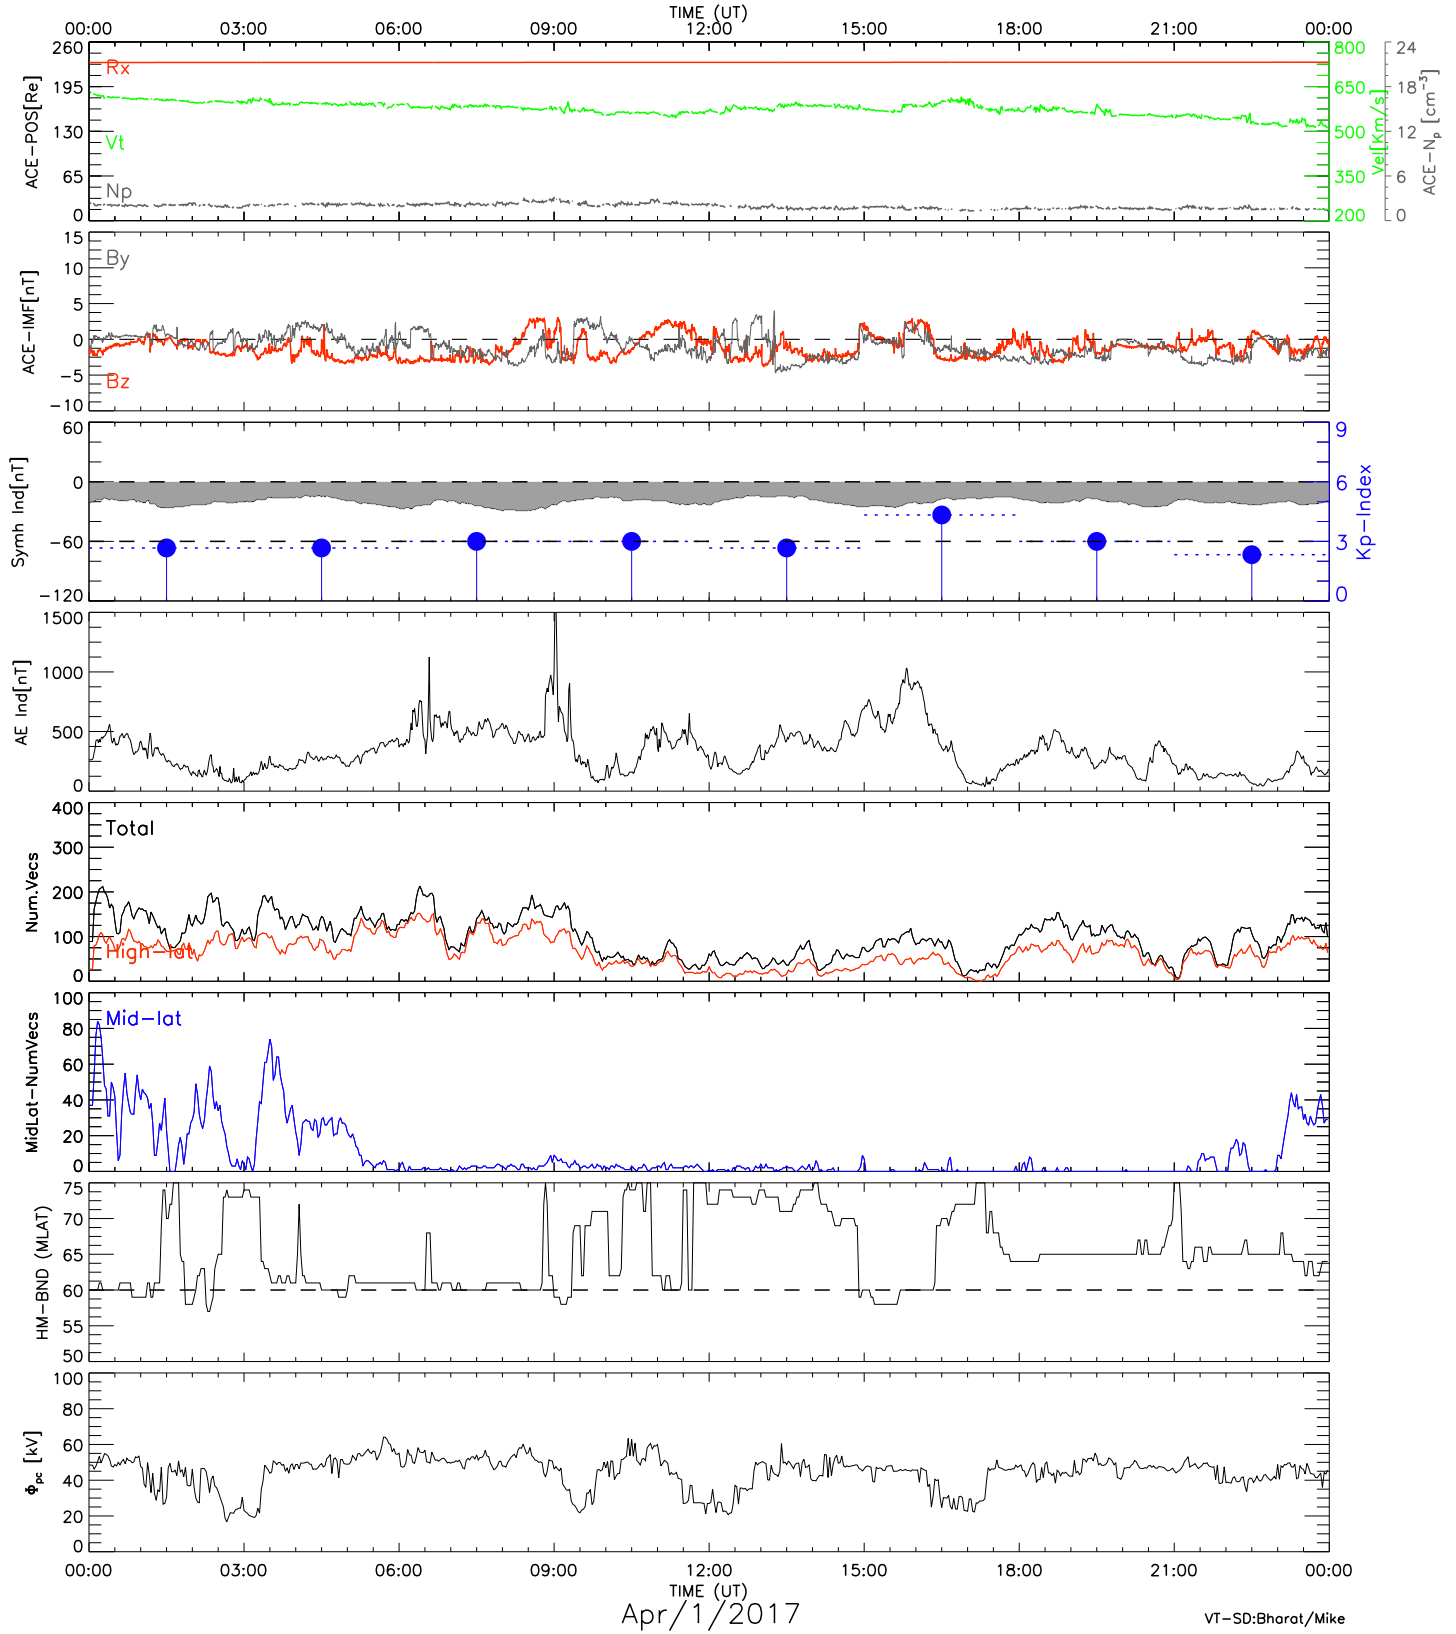 TIME (UT)
00:00 03:00 06:00 09:00 12:00 15:00 18:00 21:00 00:00
260
195
130
65
0
ACE-POS[Re]
Rx
Vt
Np
800
650
500
350
200
Vel[Km/s]
24
18
12
6
0
ACE-Np [cm-3]
15
10
5
0
-5
-10
ACE-IMF[nT]
By
Bz
60
0
-60
-120
Symh Ind[nT]
9
6
3
0
Kp-Index
1500
1000
500
0
AE Ind[nT]
400
300
200
100
0
Num.Vecs
Total
High-lat
100
80
60
40
20
0
MidLat-NumVecs
Mid-lat
75
70
65
60
55
50
HM-BND (MLAT)
100
80
60
40
20
0
Φpc [kV]
00:00 03:00 06:00 09:00 12:00 15:00 18:00 21:00 00:00
TIME (UT)
Apr/1/2017
VT-SD:Bharat/Mike